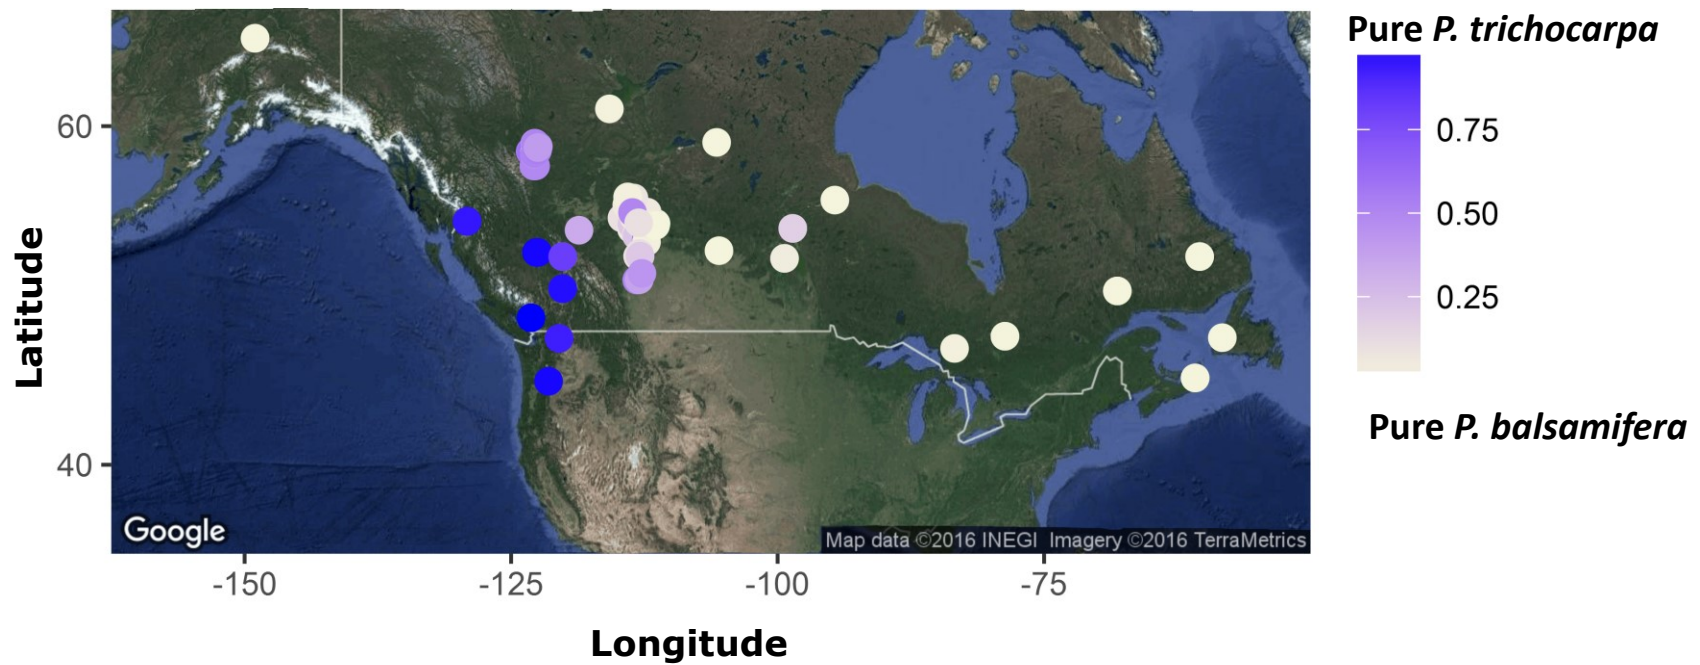 Pure P. trichocarpa
0.75
0.50
0.25
Pure P. balsamifera
Latitude
60
40
Google
Map data ©2016 INEGI Imagery ©2016 TerraMetrics
-150
-125
-100
-75
Longitude